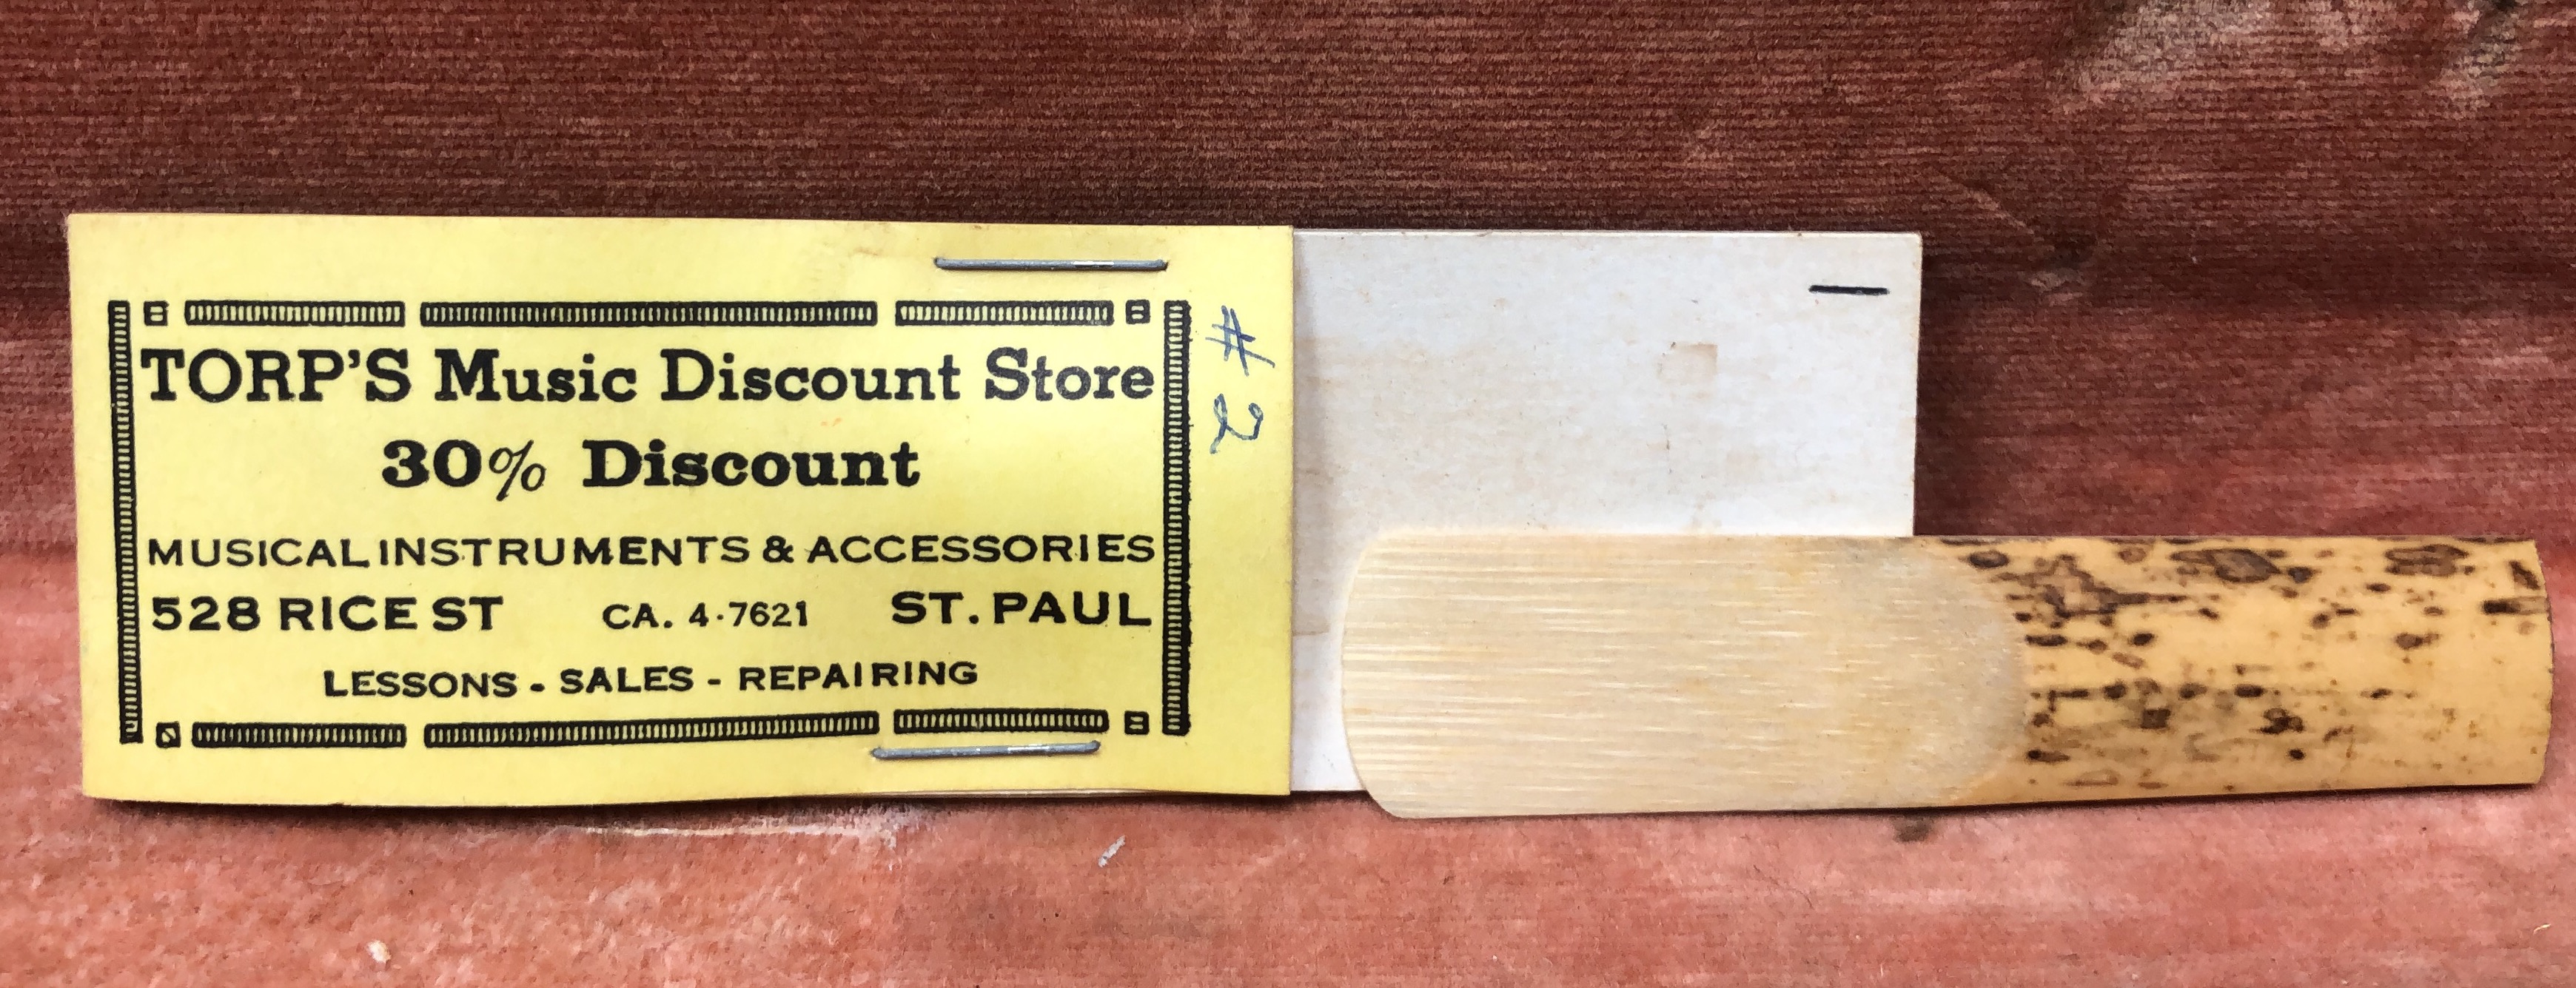 TORP'S Music Discount Store
30% Discount
MUSICAL INSTRUMENTS & ACCESSORIES
528 RICE ST CA. 4-7621 ST. PAUL
LESSONS - SALES - REPAIRING
# 2